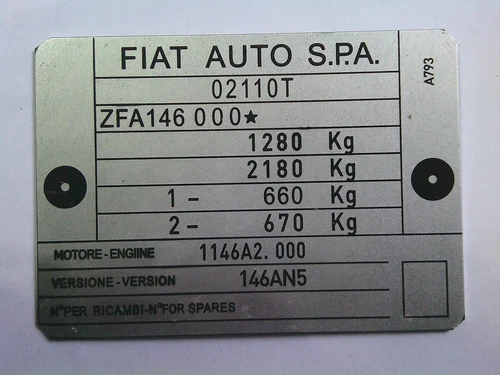 FIAT AUTO S.P.A.
A793
02110T
ZFA146 000★
1280 Kg
2180 Kg
1- 660 Kg
2- 670 Kg
MOTORE-ENGIINE 1146A2.000
VERSIONE-VERSION 146AN5
N°PER RICAMBI-N°FOR SPARES